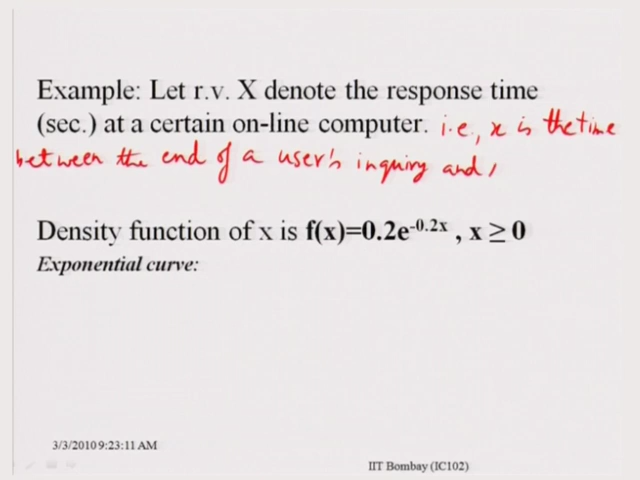 Example: Let r.v. X denote the response time
(sec.) at a certain on-line computer. i.e., x is the time
between the end of a user's inquiry and
Density function of x is f(x)=0.2e^-0.2x , x ≥ 0
Exponential curve:
3/3/2010 9:23:11 AM
IIT Bombay (IC102)